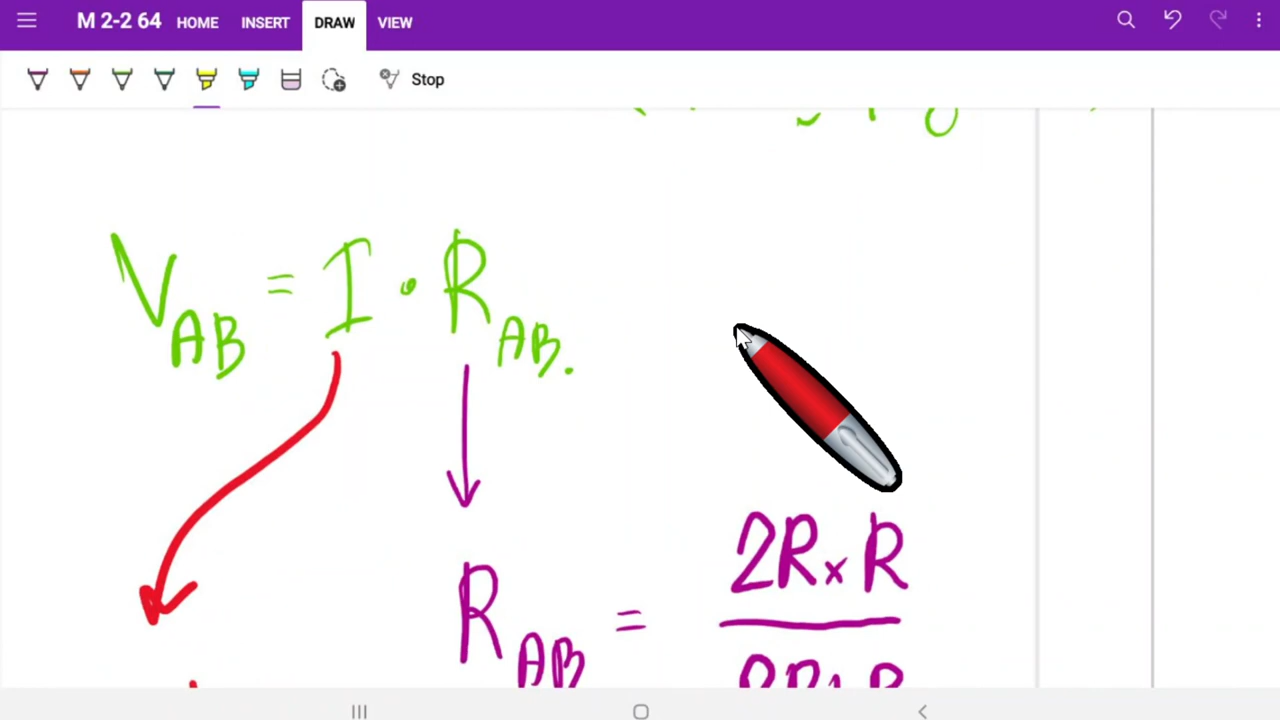 M 2-2 64 HOME INSERT DRAW VIEW
Stop
V_AB = I · R_AB.
2R × R
R_AB =